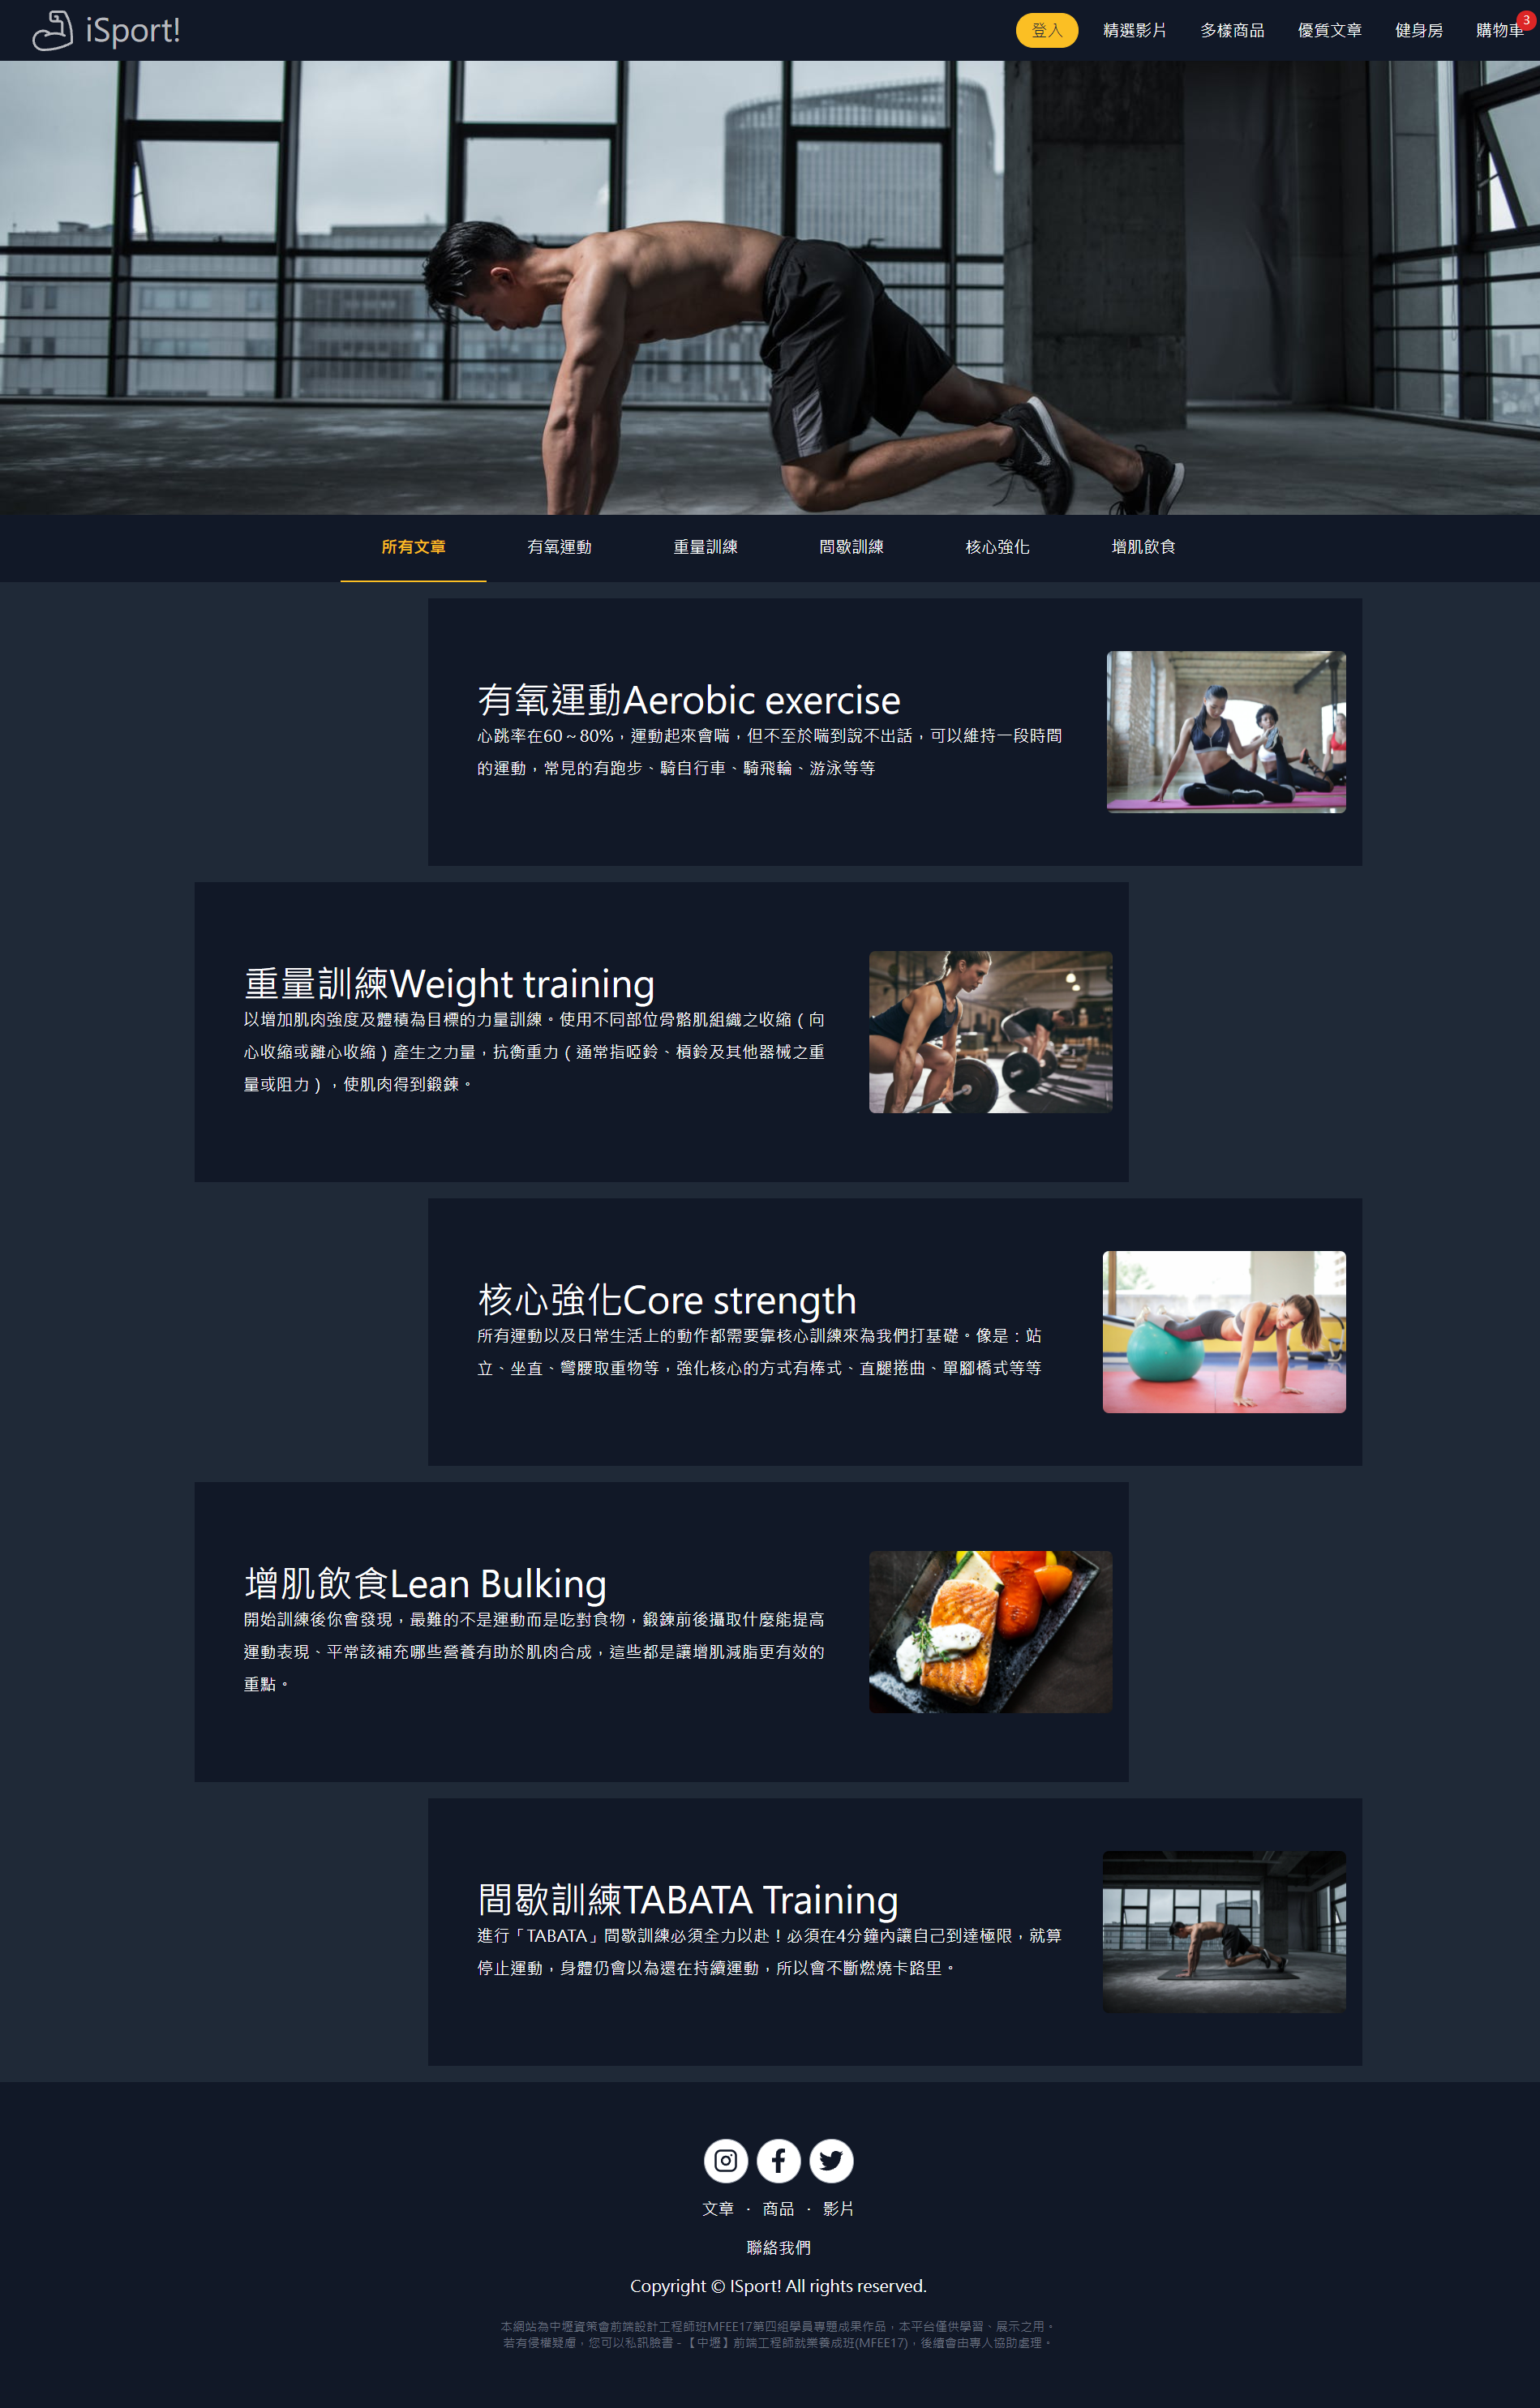 iSport!
登入
精選影片
多樣商品
優質文章
健身房
購物車
3
所有文章
有氧運動
重量訓練
間歇訓練
核心強化
增肌飲食
有氧運動Aerobic exercise
心跳率在60～80%，運動起來會喘，但不至於喘到說不出話，可以維持一段時間
的運動，常見的有跑步、騎自行車、騎飛輪、游泳等等
重量訓練Weight training
以增加肌肉強度及體積為目標的力量訓練。使用不同部位骨骼肌組織之收縮（向
心收縮或離心收縮）產生之力量，抗衡重力（通常指啞鈴、槓鈴及其他器械之重
量或阻力），使肌肉得到鍛鍊。
核心強化Core strength
所有運動以及日常生活上的動作都需要靠核心訓練來為我們打基礎。像是：站
立、坐直、彎腰取重物等，強化核心的方式有棒式、直腿捲曲、單腳橋式等等
增肌飲食Lean Bulking
開始訓練後你會發現，最難的不是運動而是吃對食物，鍛鍊前後攝取什麼能提高
運動表現、平常該補充哪些營養有助於肌肉合成，這些都是讓增肌減脂更有效的
重點。
間歇訓練TABATA Training
進行「TABATA」間歇訓練必須全力以赴！必須在4分鐘內讓自己到達極限，就算
停止運動，身體仍會以為還在持續運動，所以會不斷燃燒卡路里。
文章 · 商品 · 影片
聯絡我們
Copyright © ISport! All rights reserved.
本網站為中壢資策會前端設計工程師班MFEE17第四組學員專題成果作品，本平台僅供學習、展示之用。
若有侵權疑慮，您可以私訊臉書-【中壢】前端工程師就業養成班(MFEE17)，後續會由專人協助處理。